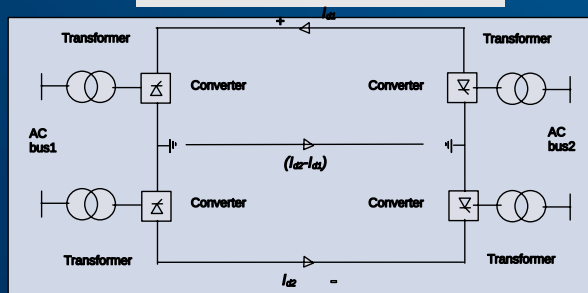 + Id1
Transformer Transformer
Converter Converter
AC bus1
AC bus2
(Id2-Id1)
Converter Converter
Transformer Transformer
Id2 -